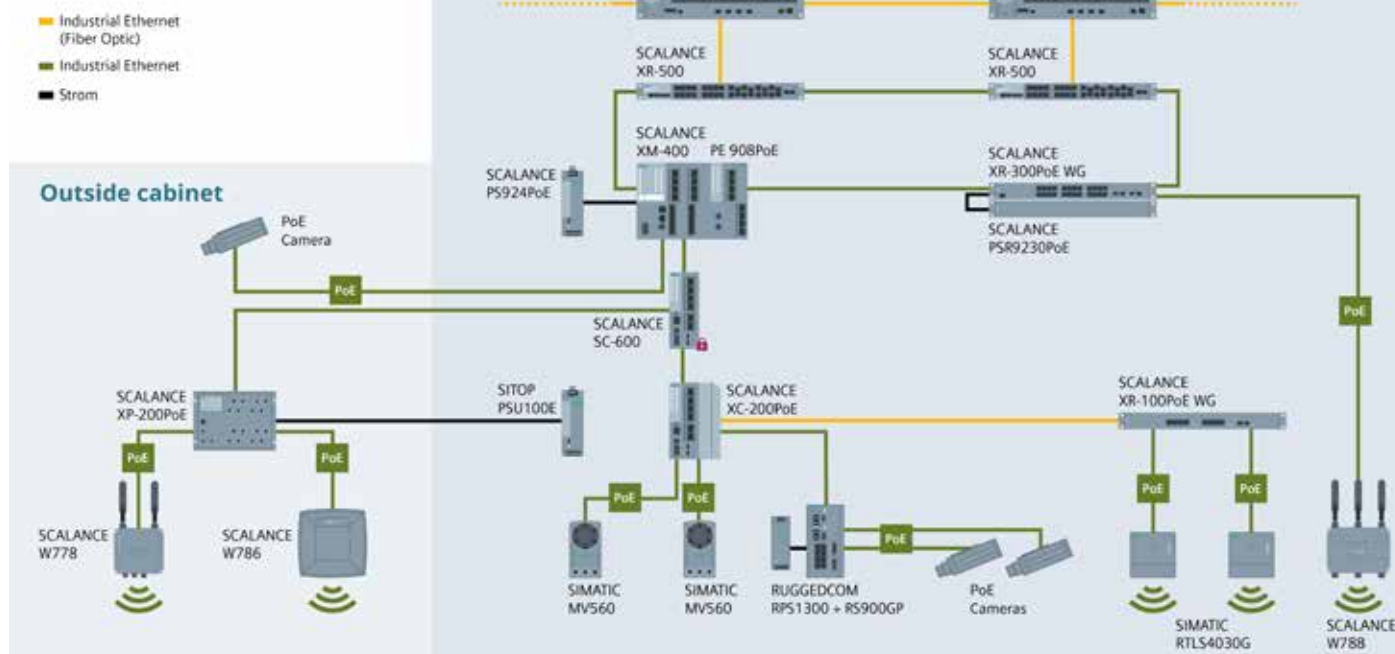 Industrial Ethernet
(Fiber Optic)
Industrial Ethernet
Strom
SCALANCE
XR-500
SCALANCE
XR-500
SCALANCE
XM-400
PE 908PoE
SCALANCE
PS924PoE
SCALANCE
XR-300PoE WG
SCALANCE
PSR9230PoE
Outside cabinet
PoE
Camera
PoE
PoE
SCALANCE
SC-600
SCALANCE
XP-200PoE
SITOP
PSU100E
SCALANCE
XC-200PoE
SCALANCE
XR-100PoE WG
PoE
PoE
PoE
PoE
PoE
PoE
PoE
SCALANCE
W778
SCALANCE
W786
SIMATIC
MV560
SIMATIC
MV560
RUGGEDCOM
RPS1300 + RS900GP
PoE
Cameras
SIMATIC
RTLS4030G
SCALANCE
W788